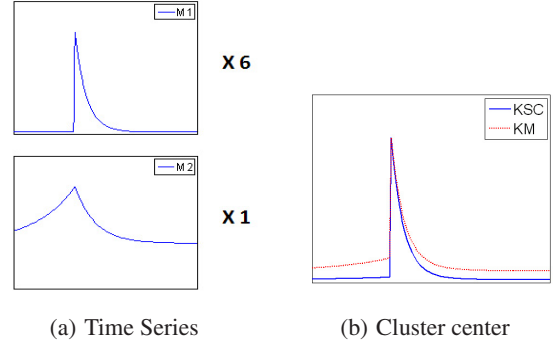 M 1
X 6
M 2
X 1
KSC
KM
(a) Time Series
(b) Cluster center